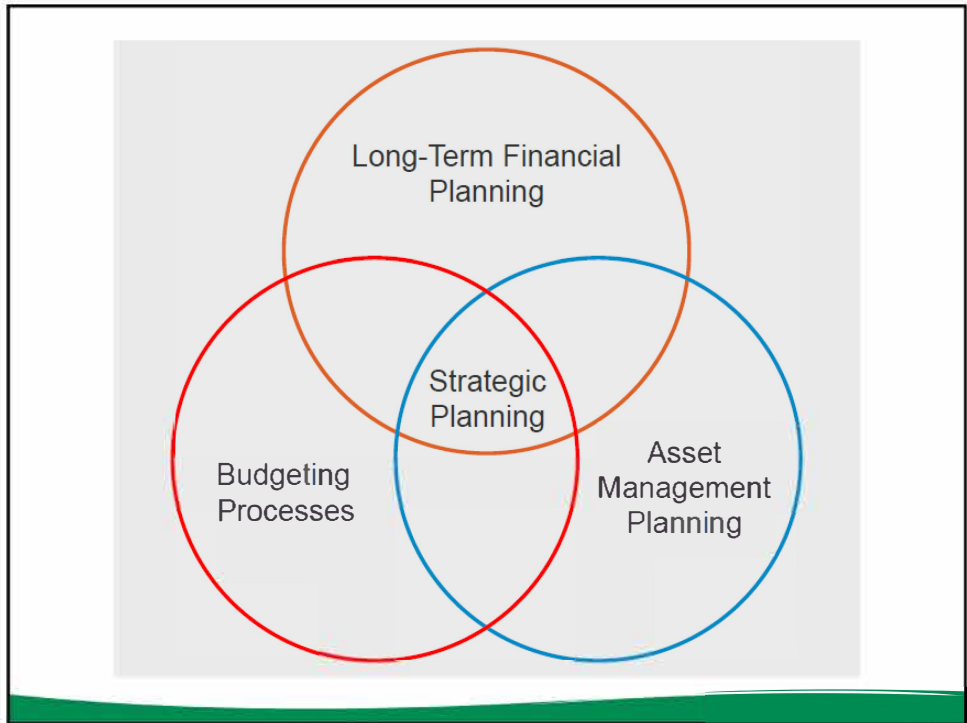 Long-Term Financial
Planning
Strategic
Planning
Budgeting
Processes
Asset
Management
Planning